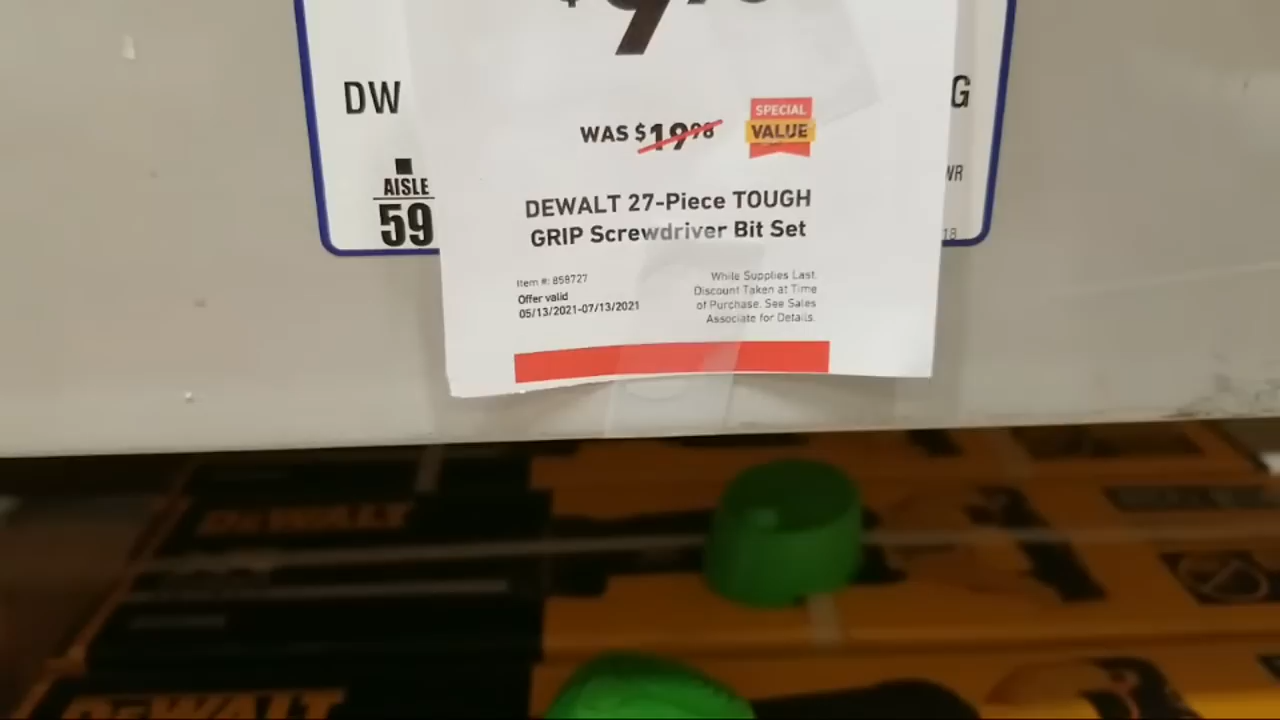 DW
G
WAS $19.98
SPECIAL
VALUE
AISLE
59
WR
18
DEWALT 27-Piece TOUGH
GRIP Screwdriver Bit Set
Item #: 858727
Offer valid
05/13/2021-07/13/2021
While Supplies Last.
Discount Taken at Time
of Purchase. See Sales
Associate for Details.
DEWALT
DEWALT